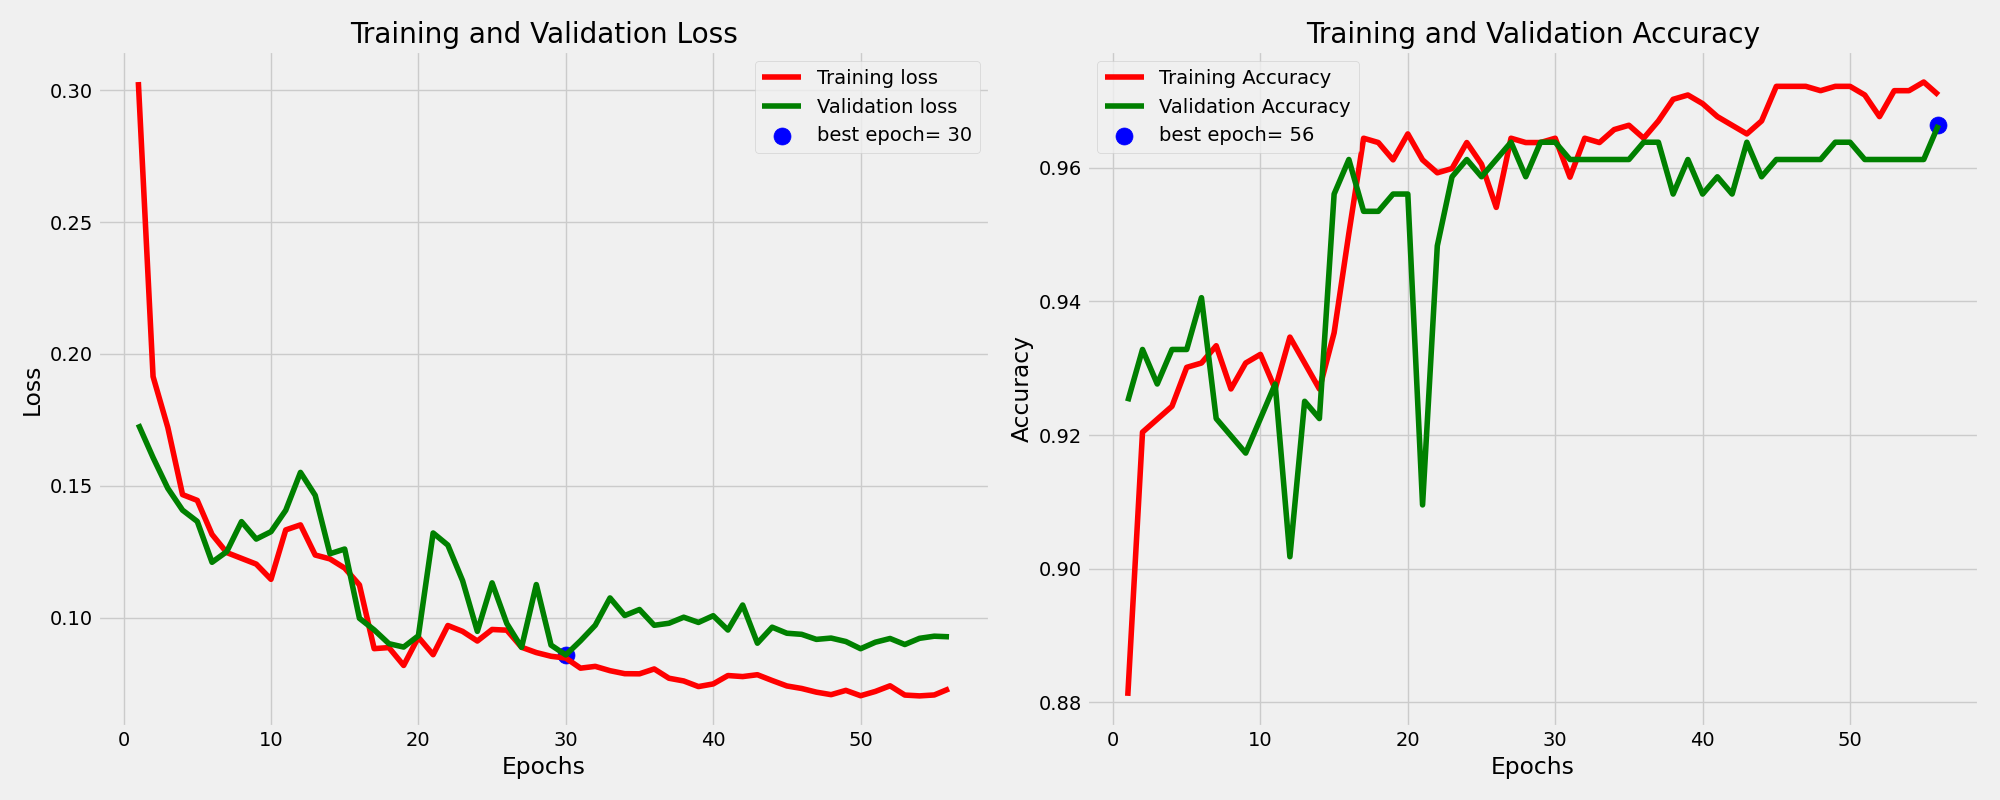 Training and Validation Loss
Training loss
Validation loss
best epoch= 30
0.30
0.25
0.20
0.15
0.10
Loss
0 10 20 30 40 50
Epochs
Training and Validation Accuracy
Training Accuracy
Validation Accuracy
best epoch= 56
0.96
0.94
0.92
0.90
0.88
Accuracy
0 10 20 30 40 50
Epochs